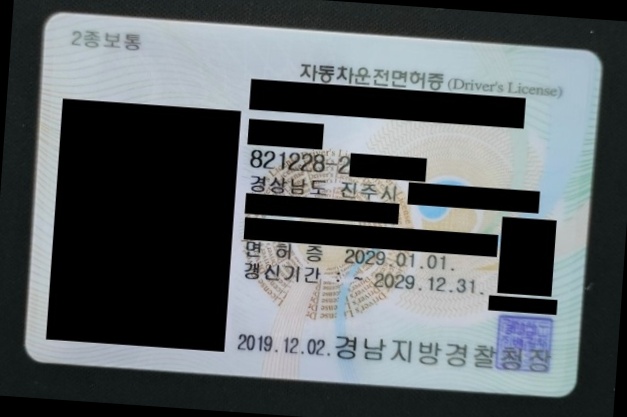 2종보통
자동차운전면허증 (Driver's License)
821228-2
경상남도 진주시
면 허 증 2029.01.01.
갱신기간 : ~ 2029.12.31.
2019.12.02. 경남지방경찰청장